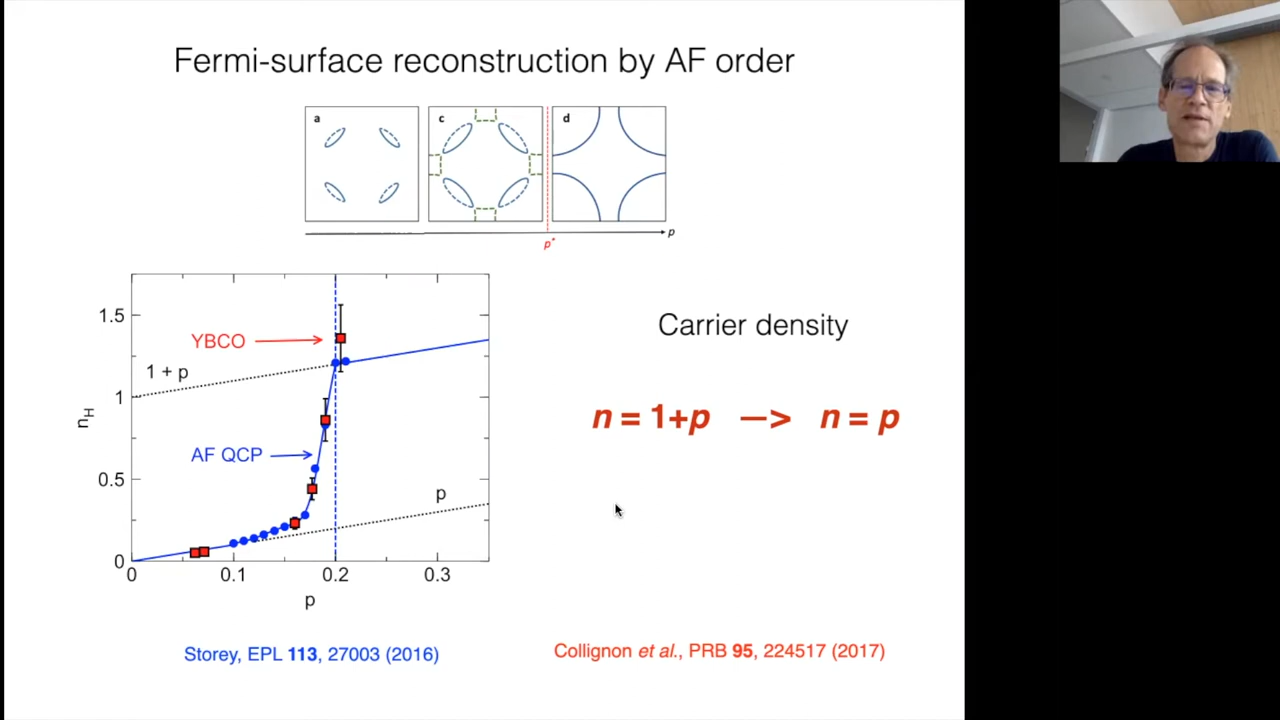 Fermi-surface reconstruction by AF order
a
c
d
p
p*
1.5
1
0.5
0
0
0.1
0.2
0.3
n_H
p
YBCO
1 + p
AF QCP
p
Carrier density
n = 1+p —> n = p
Storey, EPL 113, 27003 (2016)
Collignon et al., PRB 95, 224517 (2017)